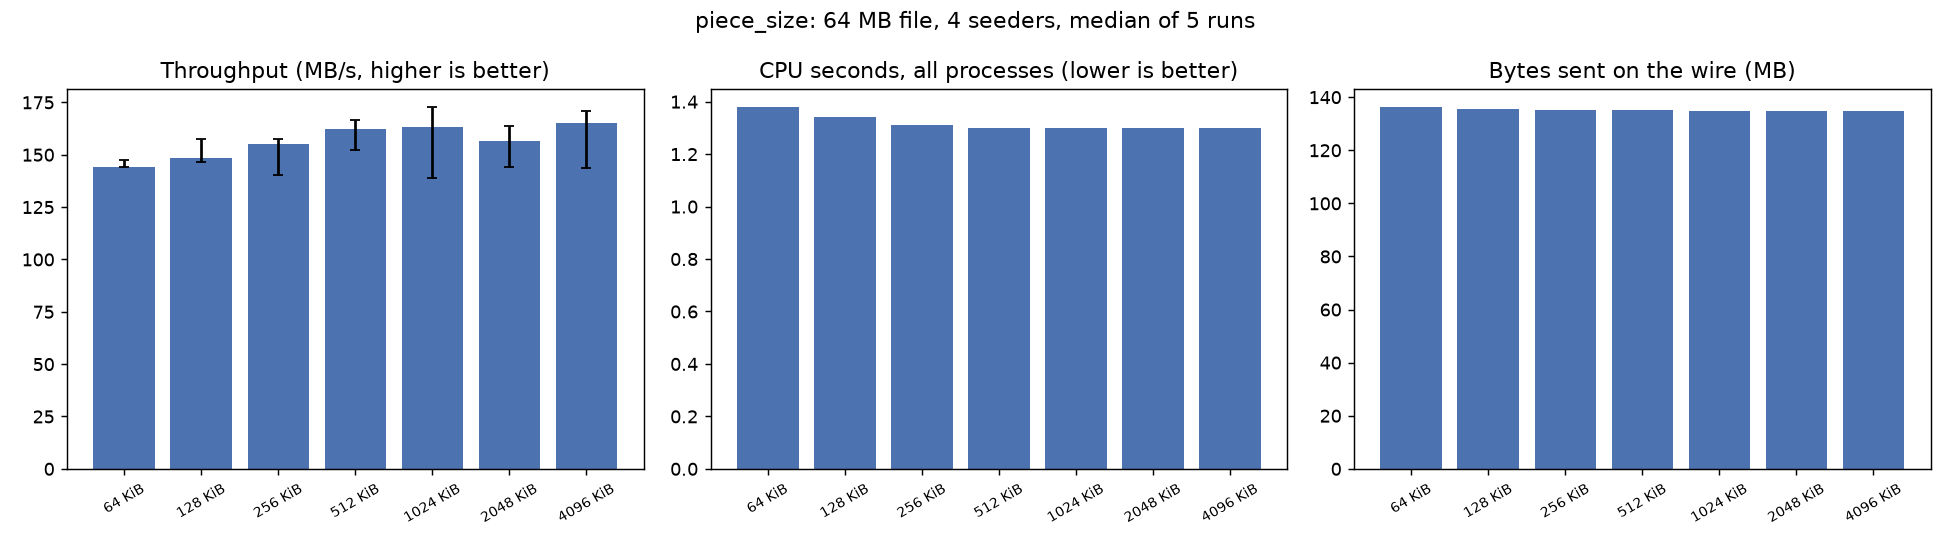 piece_size: 64 MB file, 4 seeders, median of 5 runs
Throughput (MB/s, higher is better)
175
150
125
100
75
50
25
0
64 KiB
128 KiB
256 KiB
512 KiB
1024 KiB
2048 KiB
4096 KiB
CPU seconds, all processes (lower is better)
1.4
1.2
1.0
0.8
0.6
0.4
0.2
0.0
64 KiB
128 KiB
256 KiB
512 KiB
1024 KiB
2048 KiB
4096 KiB
Bytes sent on the wire (MB)
140
120
100
80
60
40
20
0
64 KiB
128 KiB
256 KiB
512 KiB
1024 KiB
2048 KiB
4096 KiB